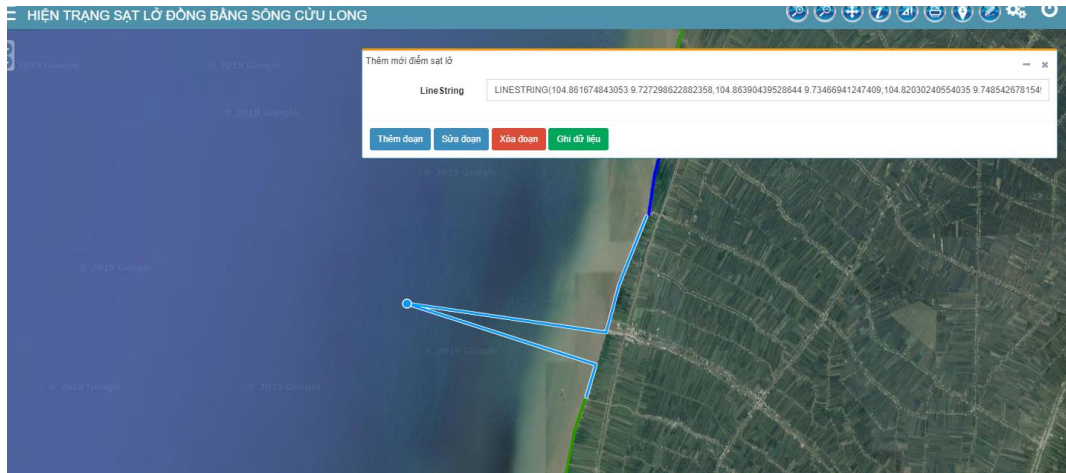 HIỆN TRẠNG SẠT LỞ ĐỒNG BẰNG SÔNG CỬU LONG
Thêm mới điểm sạt lở
LineString LINESTRING(104.861674843053 9.727298622882358,104.86390439528644 9.73466941247409,104.82030240554035 9.748542678154
Thêm đoạn Sửa đoạn Xóa đoạn Ghi dữ liệu
2019 Google
© 2019 Google
© 2019 Google
© 2019 Google
© 2019 Google
© 2019 Google
© 2019 Google
© 2019 Google